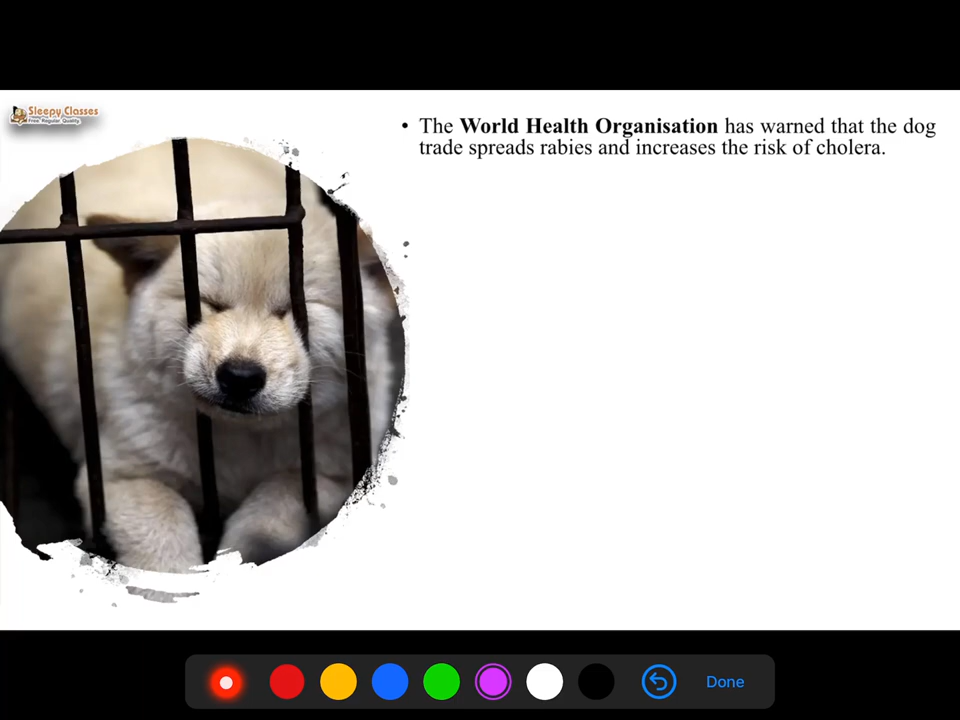 Sleepy Classes
Free. Regular. Quality.
• The World Health Organisation has warned that the dog
trade spreads rabies and increases the risk of cholera.
Done